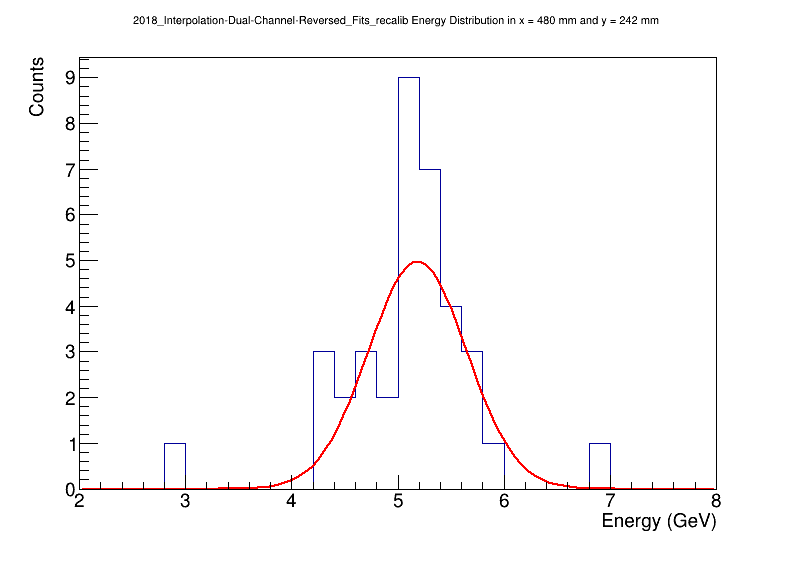 2018_Interpolation-Dual-Channel-Reversed_Fits_recalib Energy Distribution in x = 480 mm and y = 242 mm
Counts
9
8
7
6
5
4
3
2
1
0
2 3 4 5 6 7 8
Energy (GeV)